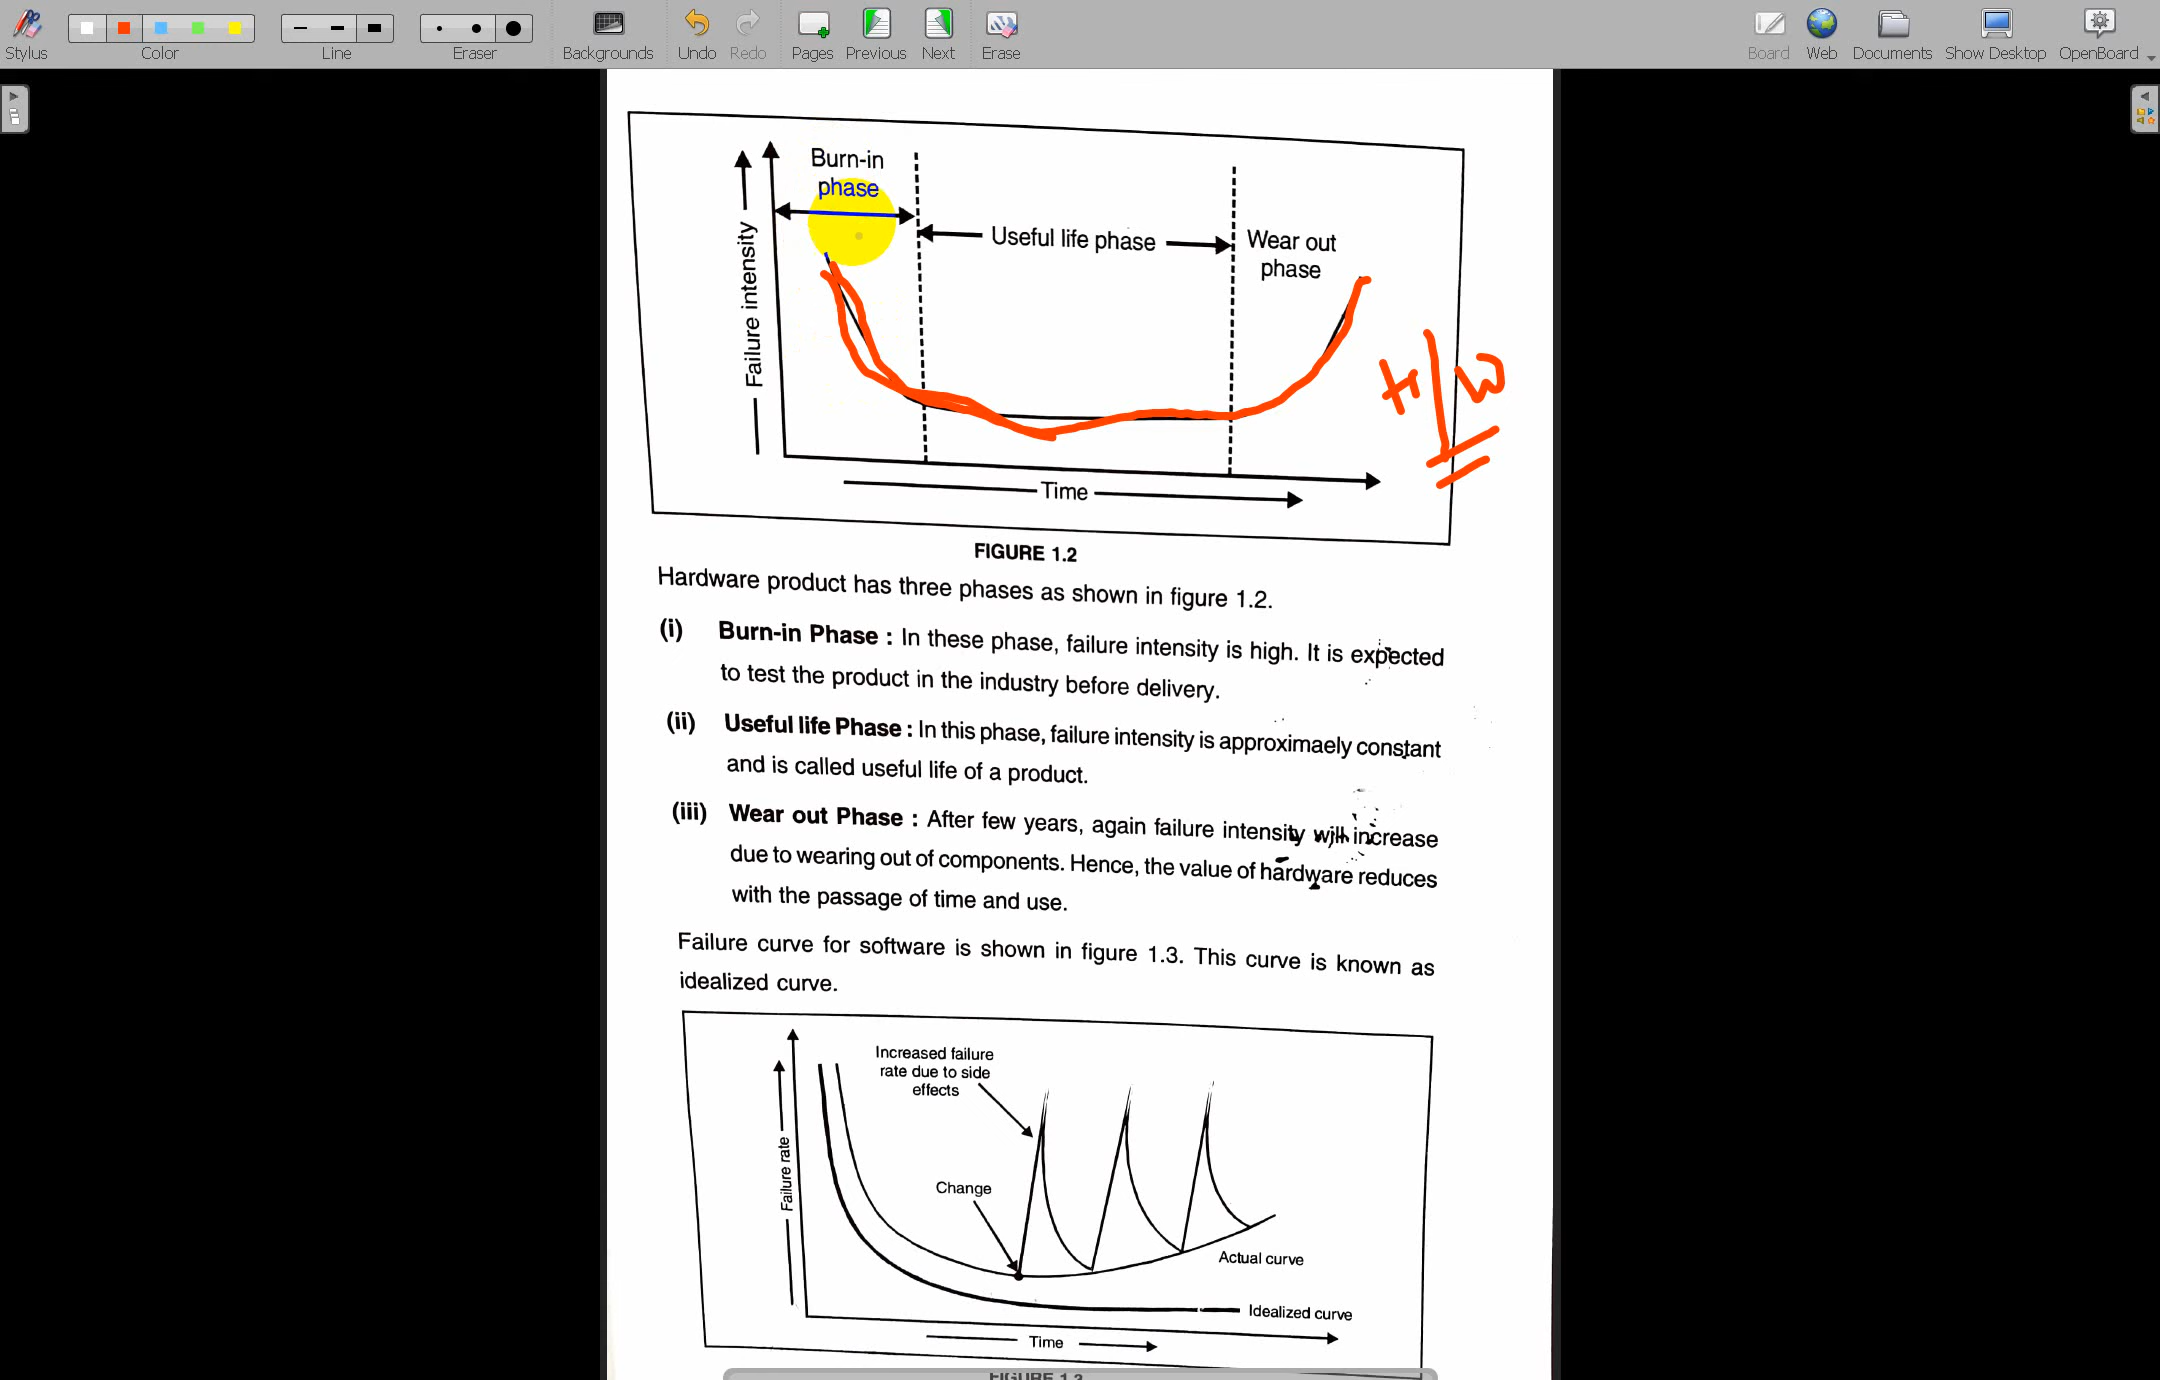 Stylus
Color
Line
Eraser
Backgrounds
Undo
Redo
Pages
Previous
Next
Erase
Board
Web
Documents
Show Desktop
OpenBoard
Burn-in
phase
Useful life phase
Wear out
phase
Failure intensity
H/W
Time
FIGURE 1.2
Hardware product has three phases as shown in figure 1.2.
(i) Burn-in Phase : In these phase, failure intensity is high. It is expected
to test the product in the industry before delivery.
(ii) Useful life Phase : In this phase, failure intensity is approximaely constant
and is called useful life of a product.
(iii) Wear out Phase : After few years, again failure intensity will increase
due to wearing out of components. Hence, the value of hardware reduces
with the passage of time and use.
Failure curve for software is shown in figure 1.3. This curve is known as
idealized curve.
Increased failure
rate due to side
effects
Failure rate
Change
Actual curve
Idealized curve
Time
FIGURE 1.3